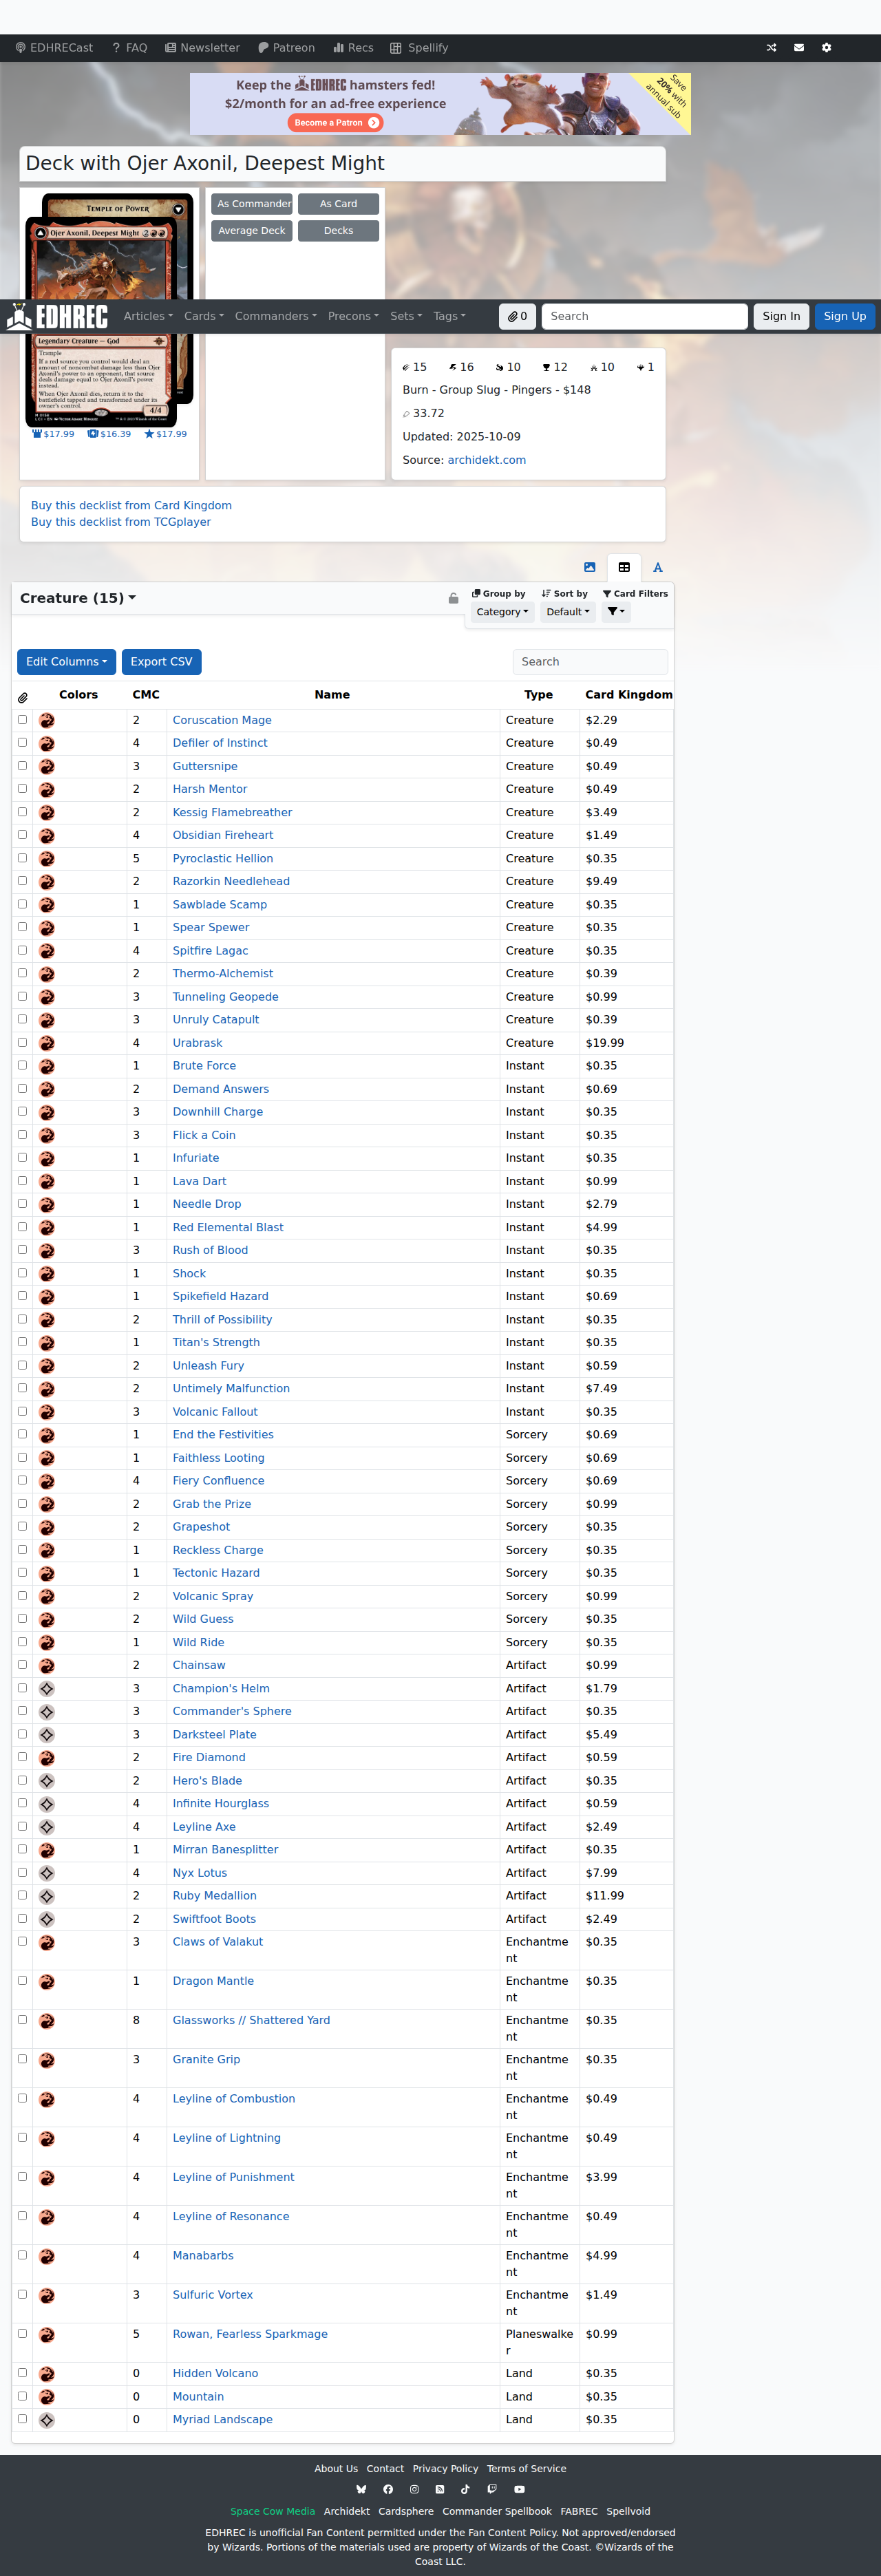 EDHRECast FAQ Newsletter Patreon Recs Spellify
Keep the EDHREC hamsters fed!
$2/month for an ad-free experience
Become a Patron
Save
20% with
annual sub
Deck with Ojer Axonil, Deepest Might
Temple of Power
Ojer Axonil, Deepest Might
As Commander As Card
Average Deck Decks
EDHREC Articles Cards Commanders Precons Sets Tags 0 Search Sign In Sign Up
Legendary Creature — God
Trample
If a red source you control would deal an
amount of noncombat damage less than Ojer
Axonil's power to an opponent, that source
deals damage equal to Ojer Axonil's power
instead.
When Ojer Axonil dies, return it to the
battlefield tapped and transformed under its
owner's control.
4/4
$17.99 $16.39 $17.99
15 16 10 12 10 1
Burn - Group Slug - Pingers - $148
33.72
Updated: 2025-10-09
Source: archidekt.com
Buy this decklist from Card Kingdom
Buy this decklist from TCGplayer
Creature (15)
Group by Sort by Card Filters
Category Default
Edit Columns Export CSV Search
Colors CMC Name Type Card Kingdom
2 Coruscation Mage Creature $2.29
4 Defiler of Instinct Creature $0.49
3 Guttersnipe Creature $0.49
2 Harsh Mentor Creature $0.49
2 Kessig Flamebreather Creature $3.49
4 Obsidian Fireheart Creature $1.49
5 Pyroclastic Hellion Creature $0.35
2 Razorkin Needlehead Creature $9.49
1 Sawblade Scamp Creature $0.35
1 Spear Spewer Creature $0.35
4 Spitfire Lagac Creature $0.35
2 Thermo-Alchemist Creature $0.39
3 Tunneling Geopede Creature $0.99
3 Unruly Catapult Creature $0.39
4 Urabrask Creature $19.99
1 Brute Force Instant $0.35
2 Demand Answers Instant $0.69
3 Downhill Charge Instant $0.35
3 Flick a Coin Instant $0.35
1 Infuriate Instant $0.35
1 Lava Dart Instant $0.99
1 Needle Drop Instant $2.79
1 Red Elemental Blast Instant $4.99
3 Rush of Blood Instant $0.35
1 Shock Instant $0.35
1 Spikefield Hazard Instant $0.69
2 Thrill of Possibility Instant $0.35
1 Titan's Strength Instant $0.35
2 Unleash Fury Instant $0.59
2 Untimely Malfunction Instant $7.49
3 Volcanic Fallout Instant $0.35
1 End the Festivities Sorcery $0.69
1 Faithless Looting Sorcery $0.69
4 Fiery Confluence Sorcery $0.69
2 Grab the Prize Sorcery $0.99
2 Grapeshot Sorcery $0.35
1 Reckless Charge Sorcery $0.35
1 Tectonic Hazard Sorcery $0.35
2 Volcanic Spray Sorcery $0.99
2 Wild Guess Sorcery $0.35
1 Wild Ride Sorcery $0.35
2 Chainsaw Artifact $0.99
3 Champion's Helm Artifact $1.79
3 Commander's Sphere Artifact $0.35
3 Darksteel Plate Artifact $5.49
2 Fire Diamond Artifact $0.59
2 Hero's Blade Artifact $0.35
4 Infinite Hourglass Artifact $0.59
4 Leyline Axe Artifact $2.49
1 Mirran Banesplitter Artifact $0.35
4 Nyx Lotus Artifact $7.99
2 Ruby Medallion Artifact $11.99
2 Swiftfoot Boots Artifact $2.49
3 Claws of Valakut Enchantme $0.35
nt
1 Dragon Mantle Enchantme $0.35
nt
8 Glassworks // Shattered Yard Enchantme $0.35
nt
3 Granite Grip Enchantme $0.35
nt
4 Leyline of Combustion Enchantme $0.49
nt
4 Leyline of Lightning Enchantme $0.49
nt
4 Leyline of Punishment Enchantme $3.99
nt
4 Leyline of Resonance Enchantme $0.49
nt
4 Manabarbs Enchantme $4.99
nt
3 Sulfuric Vortex Enchantme $1.49
nt
5 Rowan, Fearless Sparkmage Planeswalke $0.99
r
0 Hidden Volcano Land $0.35
0 Mountain Land $0.35
0 Myriad Landscape Land $0.35
About Us Contact Privacy Policy Terms of Service
Space Cow Media Archidekt Cardsphere Commander Spellbook FABREC Spellvoid
EDHREC is unofficial Fan Content permitted under the Fan Content Policy. Not approved/endorsed
by Wizards. Portions of the materials used are property of Wizards of the Coast. ©Wizards of the
Coast LLC.